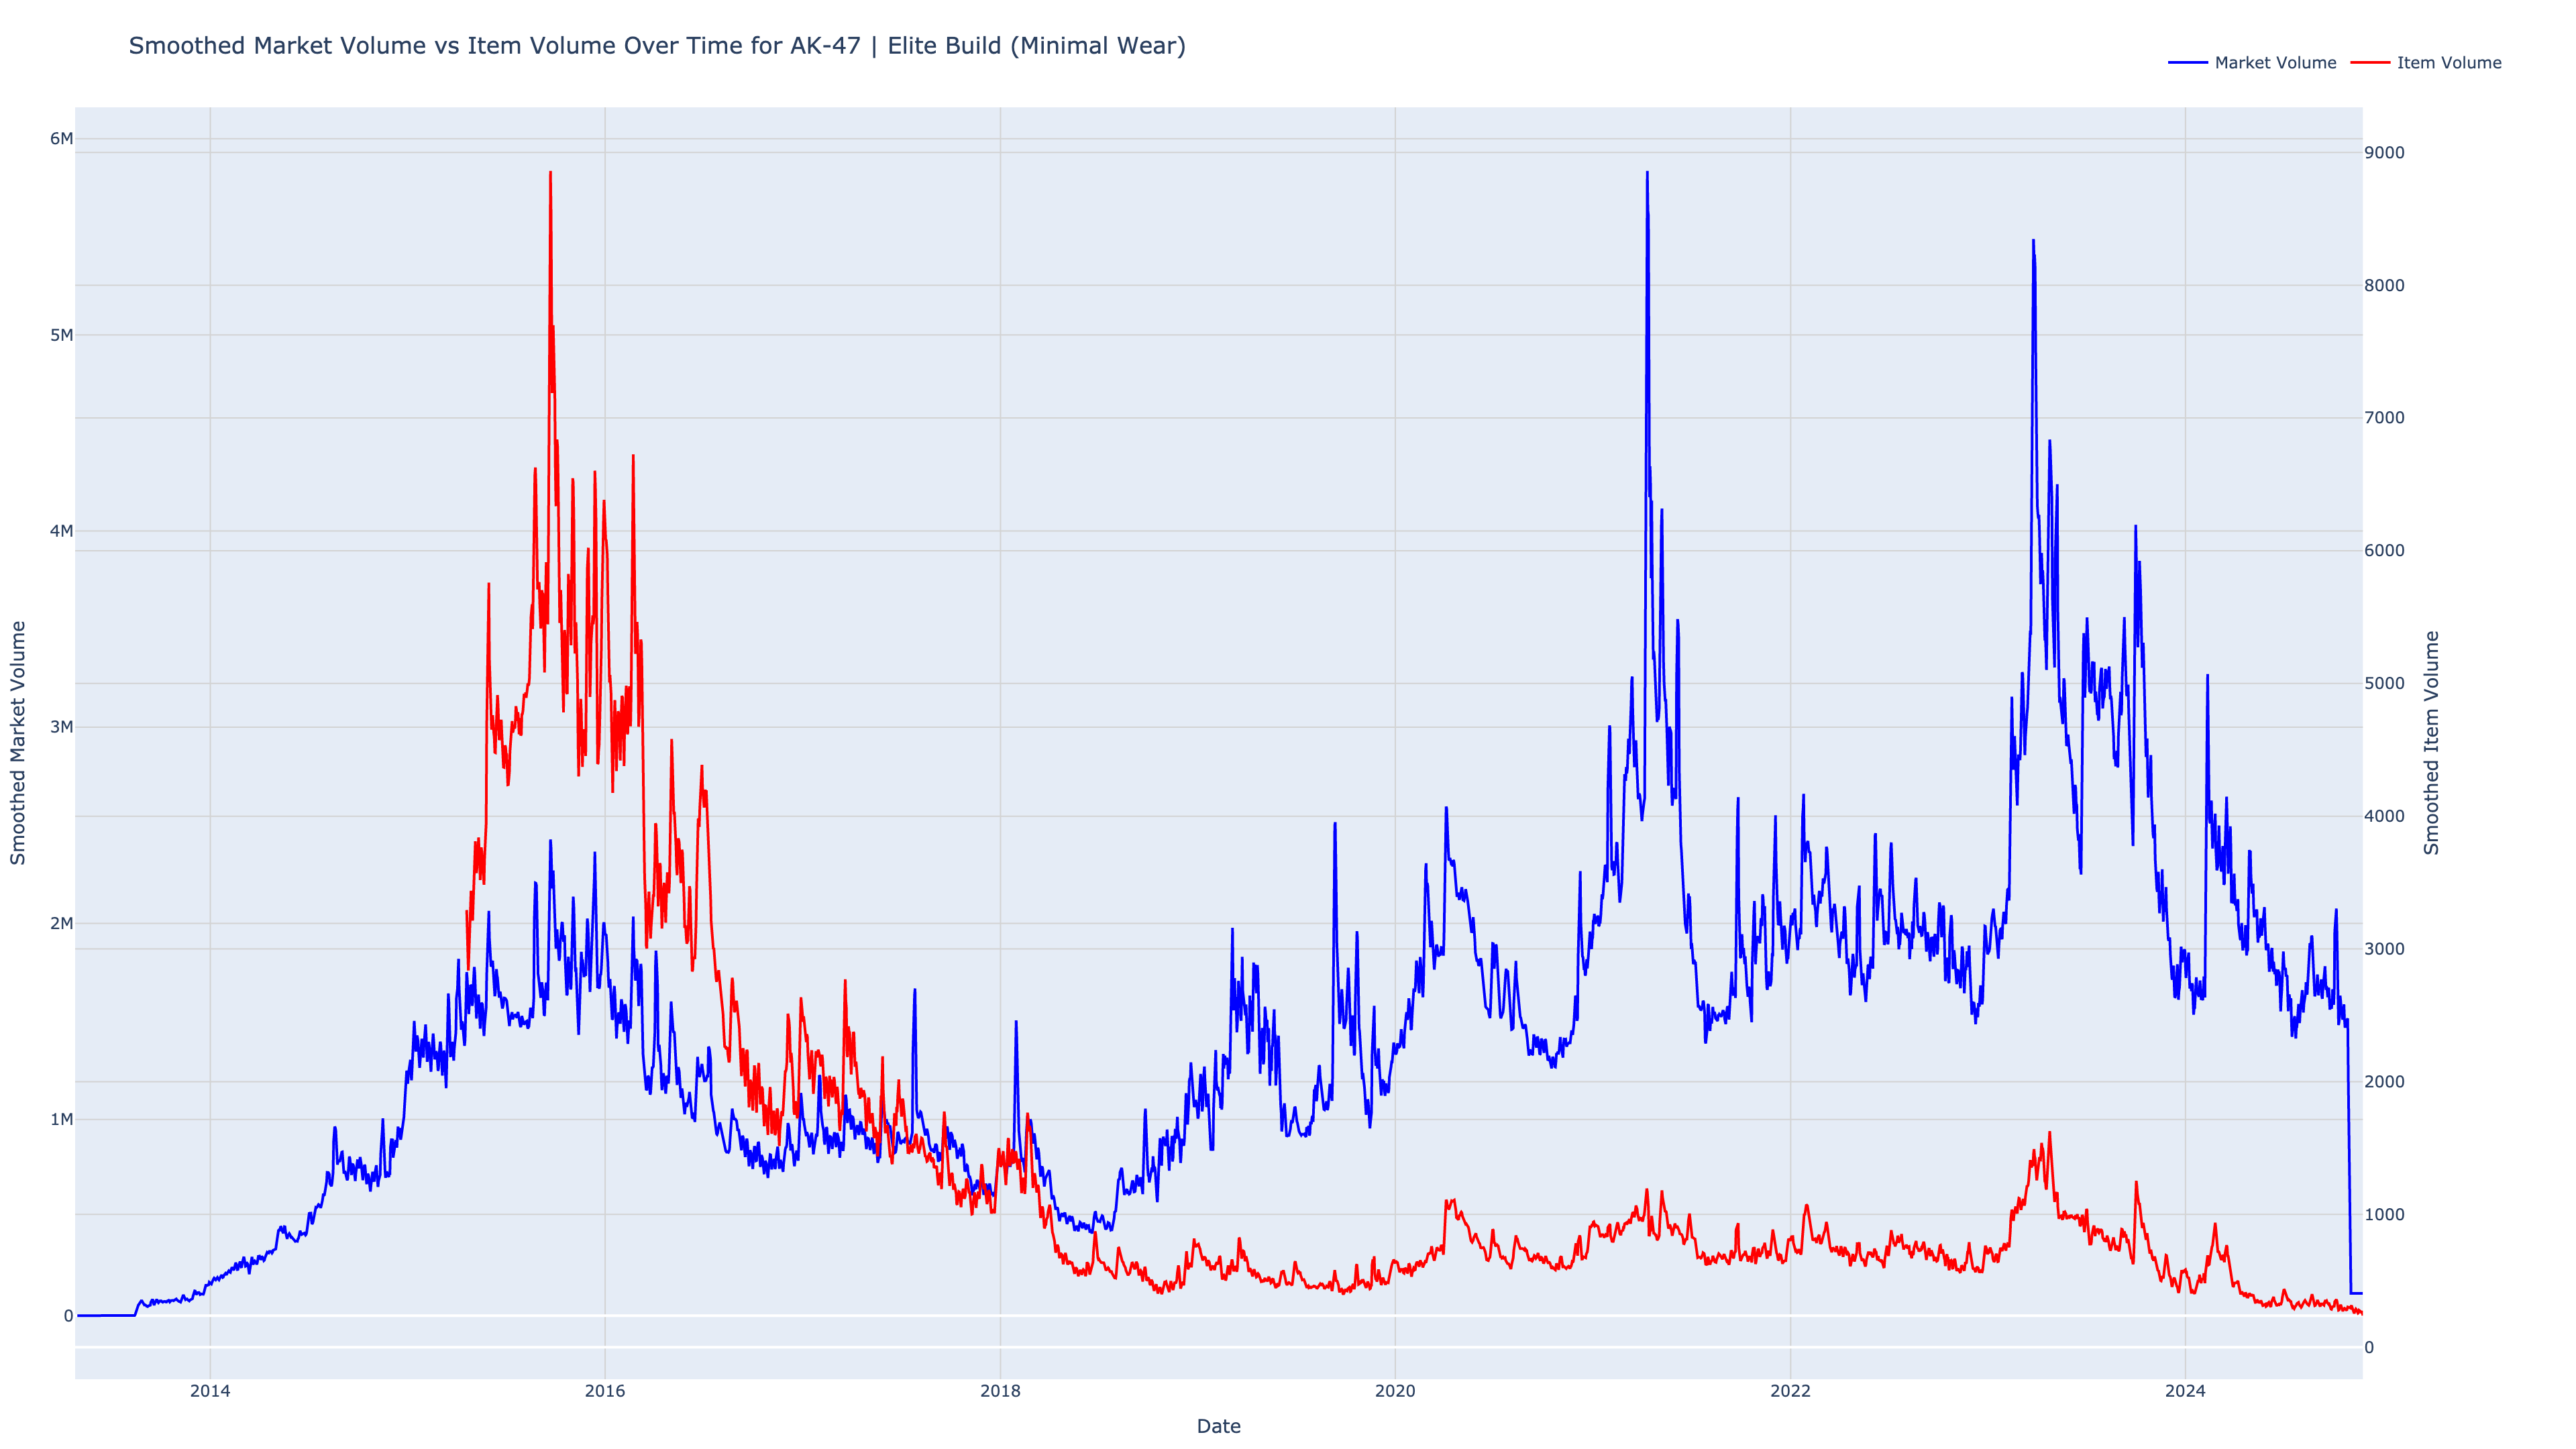 Smoothed Market Volume vs Item Volume Over Time for AK-47 | Elite Build (Minimal Wear)
Market Volume
Item Volume
6M
5M
4M
3M
2M
1M
0
Smoothed Market Volume
9000
8000
7000
6000
5000
4000
3000
2000
1000
0
Smoothed Item Volume
2014
2016
2018
2020
2022
2024
Date